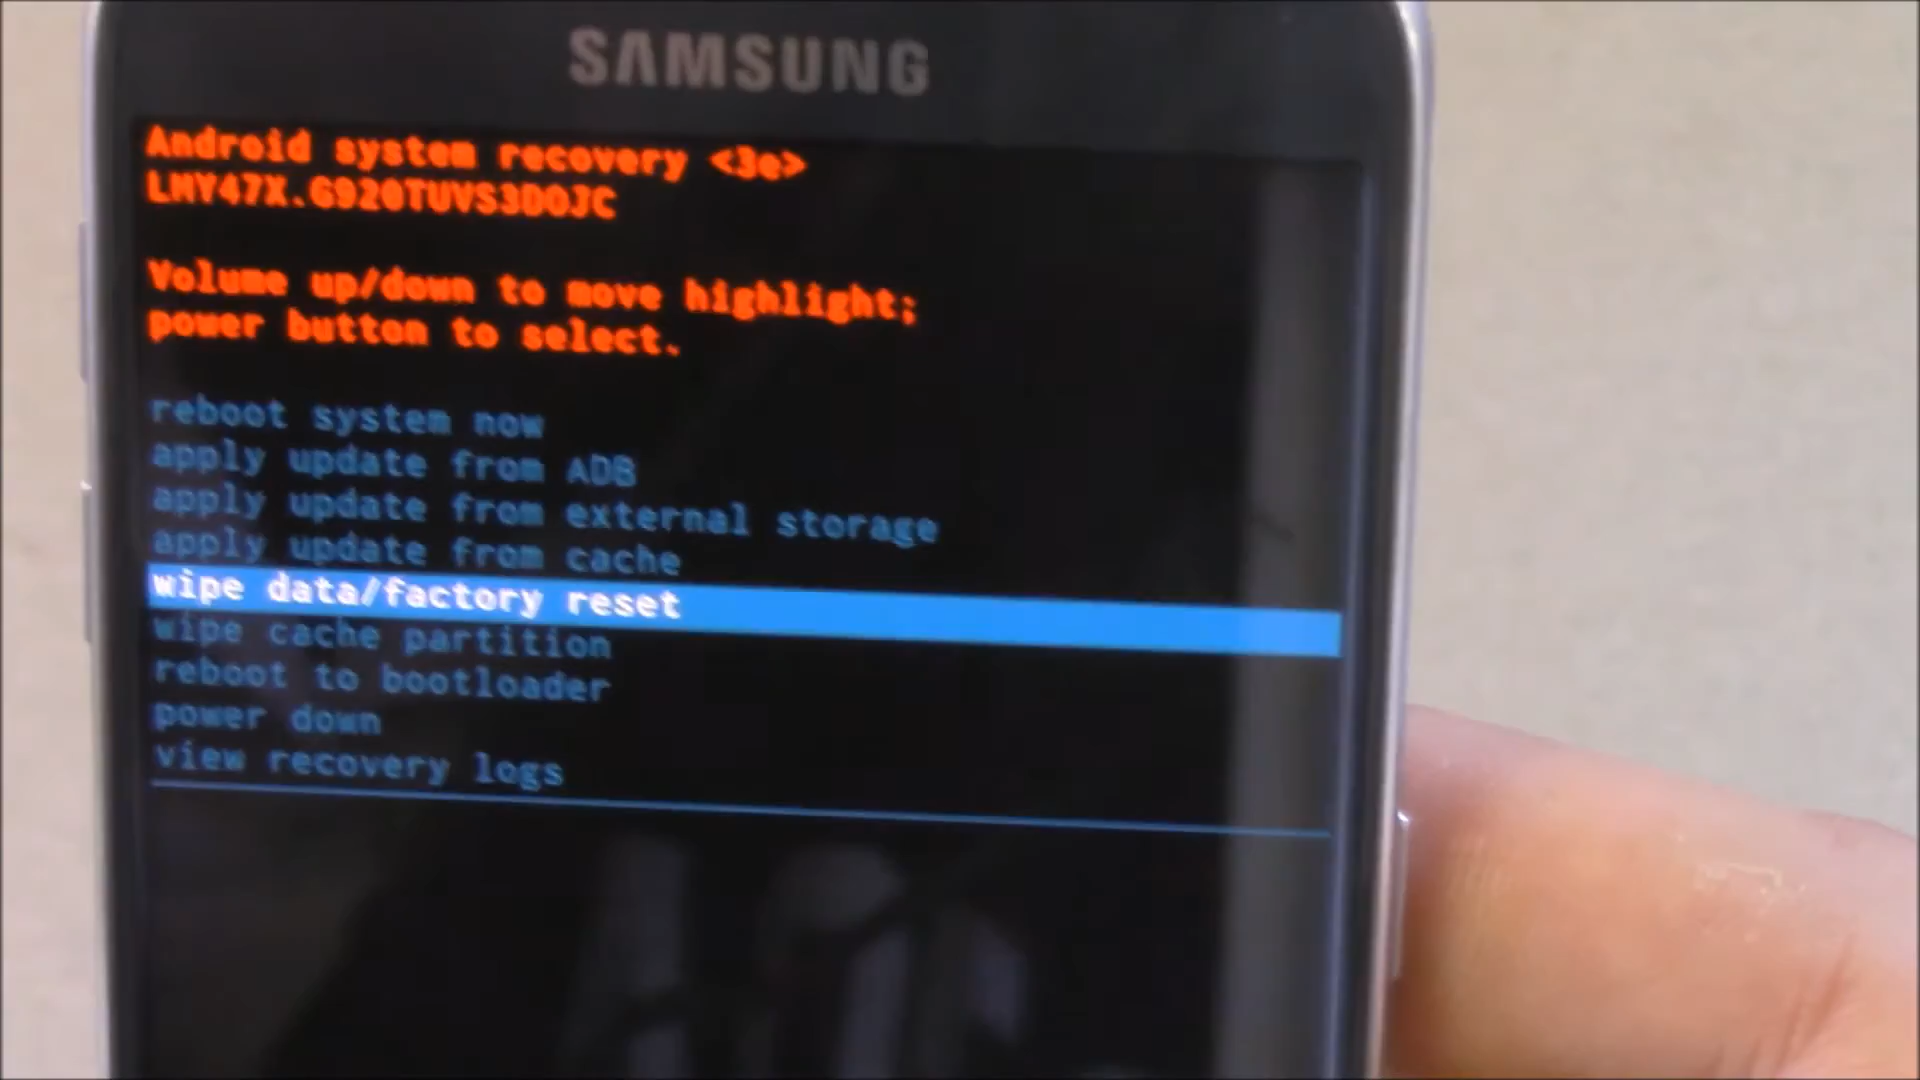 SAMSUNG
Android system recovery <3e>
LMY47X.G920TUVS3DOJC
Volume up/down to move highlight;
power button to select.
reboot system now
apply update from ADB
apply update from external storage
apply update from cache
wipe data/factory reset
wipe cache partition
reboot to bootloader
power down
view recovery logs